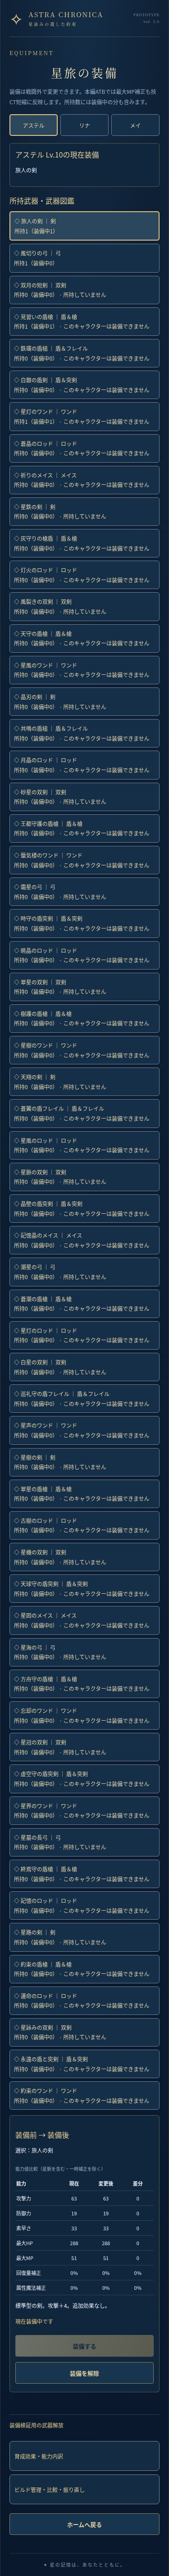 ASTRA CHRONICA
星鯨みの遺した約束
PROTOTYPE
EQUIPMENT
星旅の装備
装備は戦闘外で変更できます。本編ATBでは最大MP補正も技
CT短縮に反映します。所持数には装備中の分も含みます。
アステル
リナ
メイ
アステル Lv.10の現在装備
旅人の剣
所持武器・武器図鑑
◇ 旅人の剣 ｜ 剣
所持1（装備中1）
◇ 風切りの弓 ｜ 弓
所持1（装備中0）
◇ 双月の短剣 ｜ 双剣
所持0（装備中0）・所持していません
◇ 見習いの盾槍 ｜ 盾＆槍
所持1（装備中1）・このキャラクターは装備できません
◇ 鉄鎖の盾鎚 ｜ 盾＆フレイル
所持0（装備中0）・このキャラクターは装備できません
◇ 白銀の盾剣 ｜ 盾＆突剣
所持0（装備中0）・このキャラクターは装備できません
◇ 星灯のワンド ｜ ワンド
所持1（装備中1）・このキャラクターは装備できません
◇ 蒼晶のロッド ｜ ロッド
所持0（装備中0）・このキャラクターは装備できません
◇ 祈りのメイス ｜ メイス
所持0（装備中0）・このキャラクターは装備できません
◇ 星鉄の剣 ｜ 剣
所持0（装備中0）・所持していません
◇ 灰守りの槍盾 ｜ 盾＆槍
所持0（装備中0）・このキャラクターは装備できません
◇ 灯火のロッド ｜ ロッド
所持0（装備中0）・このキャラクターは装備できません
◇ 風裂きの双剣 ｜ 双剣
所持0（装備中0）・所持していません
◇ 天守の盾槍 ｜ 盾＆槍
所持0（装備中0）・このキャラクターは装備できません
◇ 星風のワンド ｜ ワンド
所持0（装備中0）・このキャラクターは装備できません
◇ 晶刃の剣 ｜ 剣
所持0（装備中0）・所持していません
◇ 共鳴の盾鎚 ｜ 盾＆フレイル
所持0（装備中0）・このキャラクターは装備できません
◇ 月晶のロッド ｜ ロッド
所持0（装備中0）・このキャラクターは装備できません
◇ 砂星の双剣 ｜ 双剣
所持0（装備中0）・所持していません
◇ 王都守護の盾槍 ｜ 盾＆槍
所持0（装備中0）・このキャラクターは装備できません
◇ 蜃気楼のワンド ｜ ワンド
所持0（装備中0）・このキャラクターは装備できません
◇ 霜星の弓 ｜ 弓
所持0（装備中0）・所持していません
◇ 時守の盾突剣 ｜ 盾＆突剣
所持0（装備中0）・このキャラクターは装備できません
◇ 暁晶のロッド ｜ ロッド
所持0（装備中0）・このキャラクターは装備できません
◇ 翠星の双剣 ｜ 双剣
所持0（装備中0）・所持していません
◇ 樹護の盾槍 ｜ 盾＆槍
所持0（装備中0）・このキャラクターは装備できません
◇ 星樹のワンド ｜ ワンド
所持0（装備中0）・このキャラクターは装備できません
◇ 天翔の剣 ｜ 剣
所持0（装備中0）・所持していません
◇ 蒼翼の盾フレイル ｜ 盾＆フレイル
所持0（装備中0）・このキャラクターは装備できません
◇ 星風のロッド ｜ ロッド
所持0（装備中0）・このキャラクターは装備できません
◇ 星脈の双剣 ｜ 双剣
所持0（装備中0）・所持していません
◇ 晶壁の盾突剣 ｜ 盾＆突剣
所持0（装備中0）・このキャラクターは装備できません
◇ 記憶晶のメイス ｜ メイス
所持0（装備中0）・このキャラクターは装備できません
◇ 潮星の弓 ｜ 弓
所持0（装備中0）・所持していません
◇ 蒼潮の盾槍 ｜ 盾＆槍
所持0（装備中0）・このキャラクターは装備できません
◇ 星灯のロッド ｜ ロッド
所持0（装備中0）・このキャラクターは装備できません
◇ 白星の双剣 ｜ 双剣
所持0（装備中0）・所持していません
◇ 巡礼守の盾フレイル ｜ 盾＆フレイル
所持0（装備中0）・このキャラクターは装備できません
◇ 星声のワンド ｜ ワンド
所持0（装備中0）・このキャラクターは装備できません
◇ 星樹の剣 ｜ 剣
所持0（装備中0）・所持していません
◇ 翠星の盾槍 ｜ 盾＆槍
所持0（装備中0）・このキャラクターは装備できません
◇ 古樹のロッド ｜ ロッド
所持0（装備中0）・このキャラクターは装備できません
◇ 星機の双剣 ｜ 双剣
所持0（装備中0）・所持していません
◇ 天球守の盾突剣 ｜ 盾＆突剣
所持0（装備中0）・このキャラクターは装備できません
◇ 星図のメイス ｜ メイス
所持0（装備中0）・このキャラクターは装備できません
◇ 星海の弓 ｜ 弓
所持0（装備中0）・所持していません
◇ 方舟守の盾槍 ｜ 盾＆槍
所持0（装備中0）・このキャラクターは装備できません
◇ 忘却のワンド ｜ ワンド
所持0（装備中0）・このキャラクターは装備できません
◇ 星冠の双剣 ｜ 双剣
所持0（装備中0）・所持していません
◇ 虚空守の盾突剣 ｜ 盾＆突剣
所持0（装備中0）・このキャラクターは装備できません
◇ 星界のワンド ｜ ワンド
所持0（装備中0）・このキャラクターは装備できません
◇ 星墓の長弓 ｜ 弓
所持0（装備中0）・所持していません
◇ 終焉守の盾槍 ｜ 盾＆槍
所持0（装備中0）・このキャラクターは装備できません
◇ 記憶のロッド ｜ ロッド
所持0（装備中0）・このキャラクターは装備できません
◇ 星路の剣 ｜ 剣
所持0（装備中0）・所持していません
◇ 約束の盾槍 ｜ 盾＆槍
所持0（装備中0）・このキャラクターは装備できません
◇ 運命のロッド ｜ ロッド
所持0（装備中0）・このキャラクターは装備できません
◇ 星詠みの双剣 ｜ 双剣
所持0（装備中0）・所持していません
◇ 永遠の盾と突剣 ｜ 盾＆突剣
所持0（装備中0）・このキャラクターは装備できません
◇ 約束のワンド ｜ ワンド
所持0（装備中0）・このキャラクターは装備できません
装備前 → 装備後
選択：旅人の剣
能力値比較（星脈を含む・一時補正を除く）
能力 現在 変更後 差分
攻撃力 63 63 0
防御力 19 19 0
素早さ 33 33 0
最大HP 288 288 0
最大MP 51 51 0
回復量補正 0% 0% 0%
属性魔法補正 0% 0% 0%
標準型の剣。攻撃＋4。追加効果なし。
現在装備中です
装備する
装備を解除
装備検証用の武器解放
育成効果・能力内訳
ビルド管理・比較・振り直し
ホームへ戻る
✦ 星の記憶は、あなたとともに。